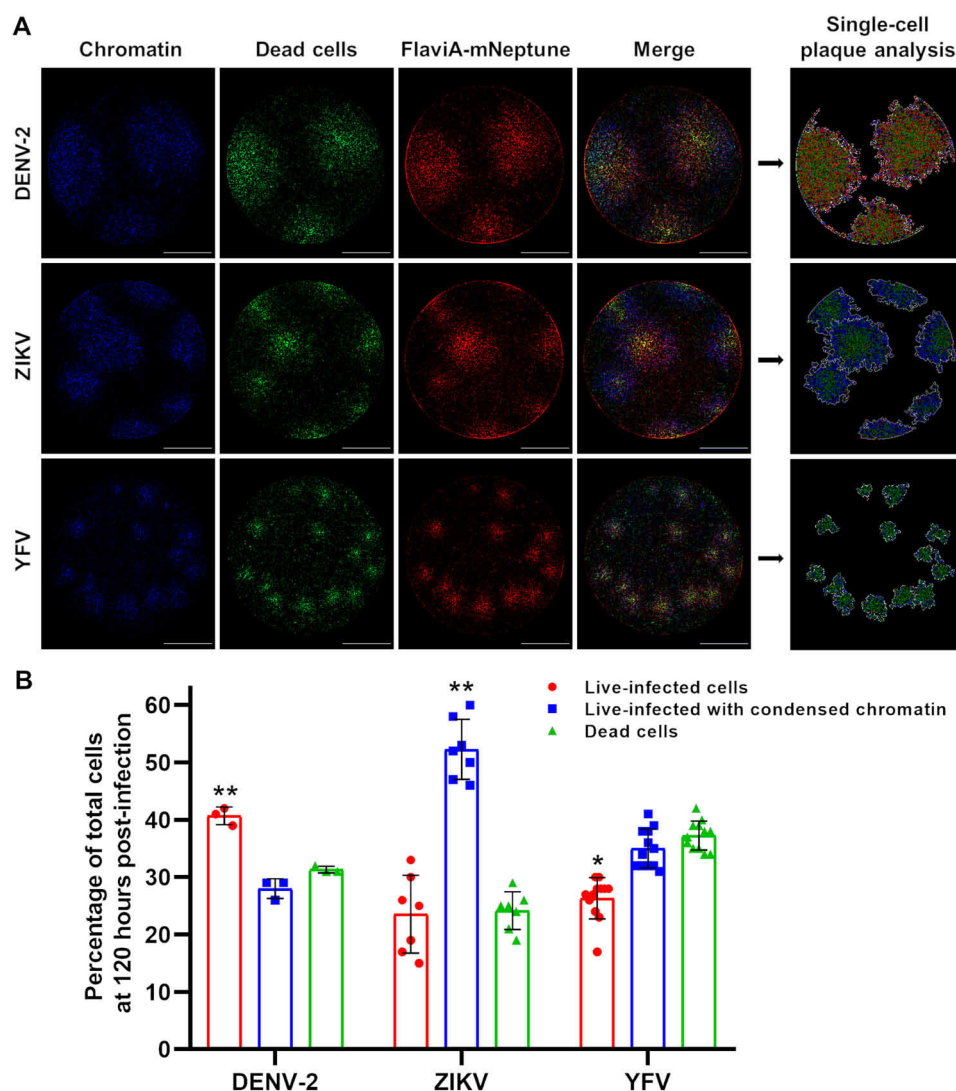 A
Chromatin
Dead cells
FlaviA-mNeptune
Merge
Single-cell
plaque analysis
DENV-2
ZIKV
YFV
B
Percentage of total cells
at 120 hours post-infection
60
50
40
30
20
10
0
**
**
*
Live-infected cells
Live-infected with condensed chromatin
Dead cells
DENV-2
ZIKV
YFV